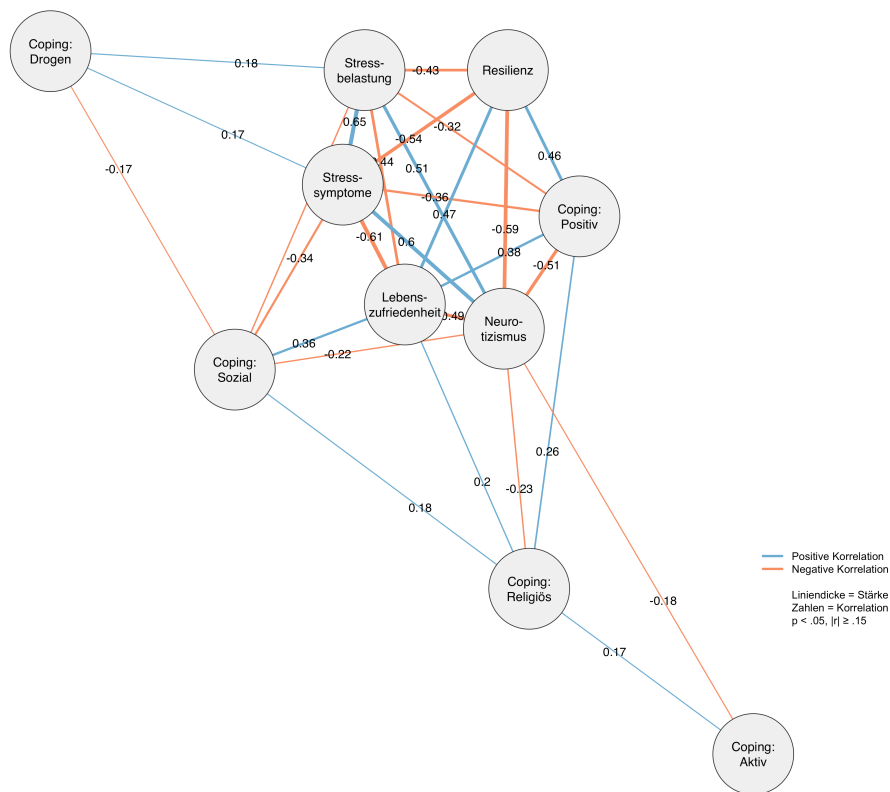 Coping:
Drogen
Stress-
belastung
Resilienz
0.18
-0.43
0.65
-0.32
0.17
-0.54
0.46
.44
0.51
-0.17
Stress-
symptome
-0.36
Coping:
Positiv
0.47
-0.59
-0.61
0.6
0.38
-0.34
-0.51
Lebens-
zufriedenheit
0.49
Neuro-
tizismus
0.36
-0.22
Coping:
Sozial
0.26
0.2
-0.23
0.18
Positive Korrelation
Negative Korrelation
Coping:
Religiös
Liniendicke = Stärke
Zahlen = Korrelation
p < .05, |r| ≥ .15
-0.18
0.17
Coping:
Aktiv